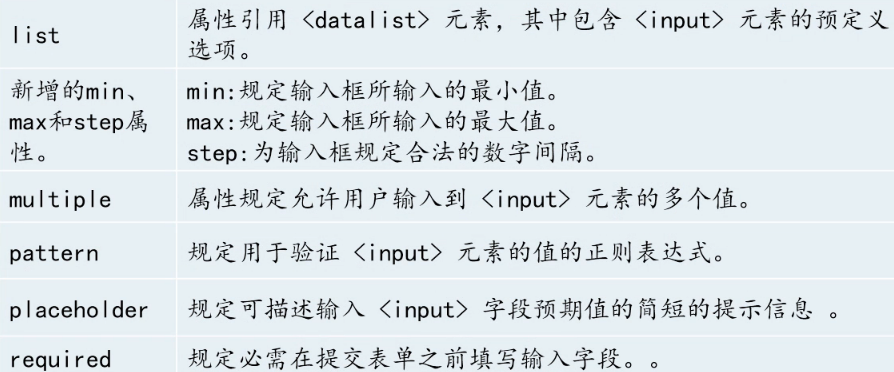 list
属性引用 <datalist> 元素，其中包含 <input> 元素的预定义
选项。
新增的min、
max和step属
性。
min:规定输入框所输入的最小值。
max:规定输入框所输入的最大值。
step:为输入框规定合法的数字间隔。
multiple
属性规定允许用户输入到 <input> 元素的多个值。
pattern
规定用于验证 <input> 元素的值的正则表达式。
placeholder
规定可描述输入 <input> 字段预期值的简短的提示信息 。
required
规定必需在提交表单之前填写输入字段。。